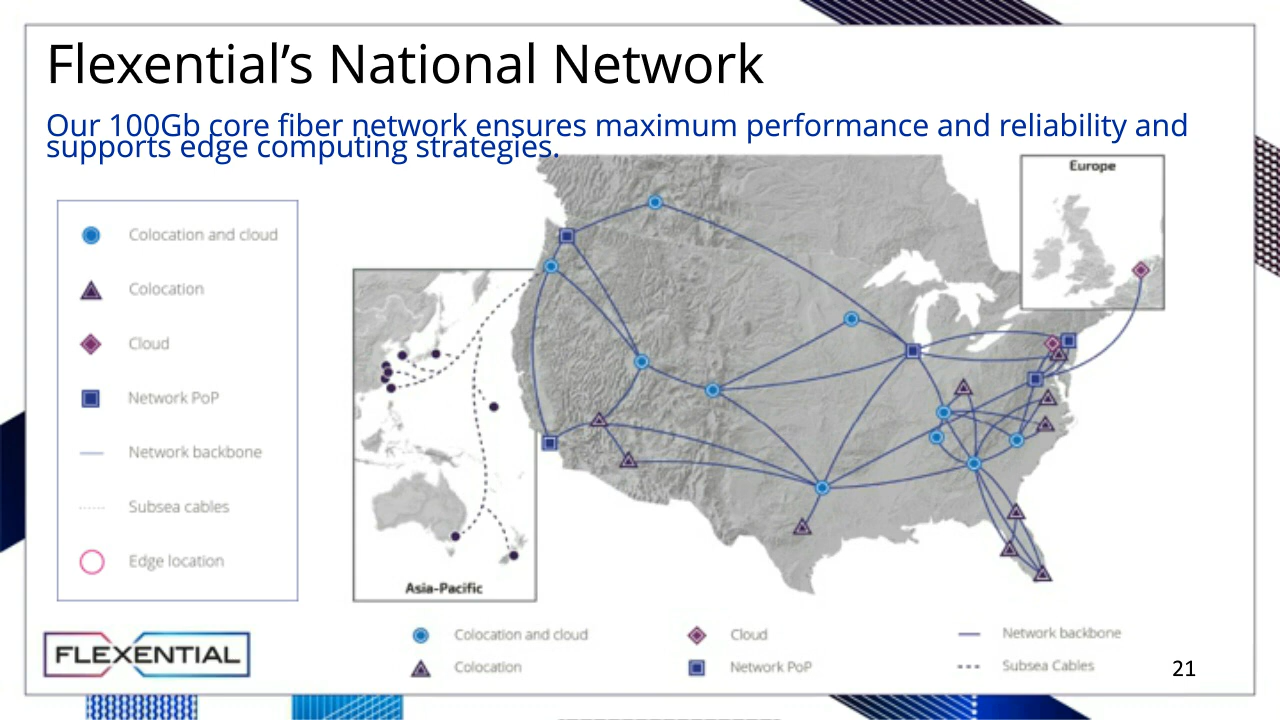 Flexential’s National Network
Our 100Gb core fiber network ensures maximum performance and reliability and
supports edge computing strategies.
Europe
Colocation and cloud
Colocation
Cloud
Network PoP
Network backbone
Subsea cables
Edge location
Asia-Pacific
FLEXENTIAL
Colocation and cloud
Cloud
Network backbone
Colocation
Network PoP
Subsea Cables
21